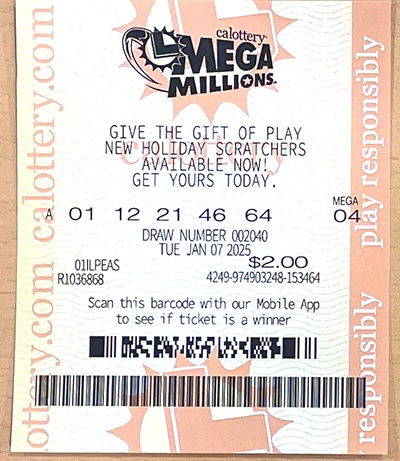 calottery
MEGA
MILLIONS
GIVE THE GIFT OF PLAY
NEW HOLIDAY SCRATCHERS
AVAILABLE NOW!
GET YOURS TODAY.
MEGA
A 01 12 21 46 64 04
DRAW NUMBER 002040
TUE JAN 07 2025
01ILPEAS $2.00
R1036868 4249-974903248-153464
Scan this barcode with our Mobile App
to see if ticket is a winner
calottery.com calottery.com
ottery.com
play responsibly
responsibly